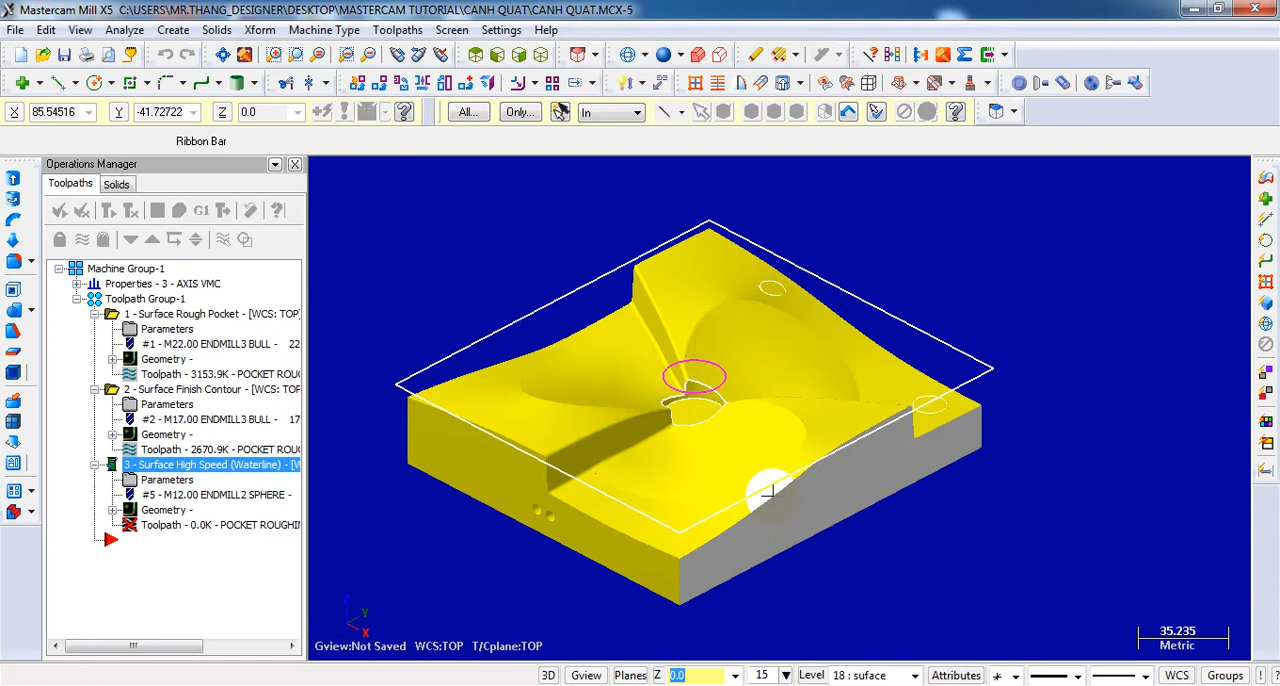 Mastercam Mill X5  C:\USERS\MR.THANG_DESIGNER\DESKTOP\MASTERCAM TUTORIAL\CANH QUAT\CANH QUAT.MCX-5
File Edit View Analyze Create Solids Xform Machine Type Toolpaths Screen Settings Help
X 85.54516 Y -41.72722 Z 0.0 All... Only... In
Ribbon Bar
Operations Manager
Toolpaths Solids
G1
Machine Group-1
Properties - 3 - AXIS VMC
Toolpath Group-1
1 - Surface Rough Pocket - [WCS: TOP]
Parameters
#1 - M22.00 ENDMILL3 BULL - 22
Geometry -
Toolpath - 3153.9K - POCKET ROUG
2 - Surface Finish Contour - [WCS: TOP
Parameters
#2 - M17.00 ENDMILL3 BULL - 17
Geometry -
Toolpath - 2670.9K - POCKET ROUG
3 - Surface High Speed (Waterline) - [W
Parameters
#5 - M12.00 ENDMILL2 SPHERE -
Geometry -
Toolpath - 0.0K - POCKET ROUGHI
Z
Y
X
Gview:Not Saved WCS:TOP T/Cplane:TOP
35.235
Metric
3D Gview Planes Z 0.0 15 Level 18 : suface Attributes WCS Groups ! ?